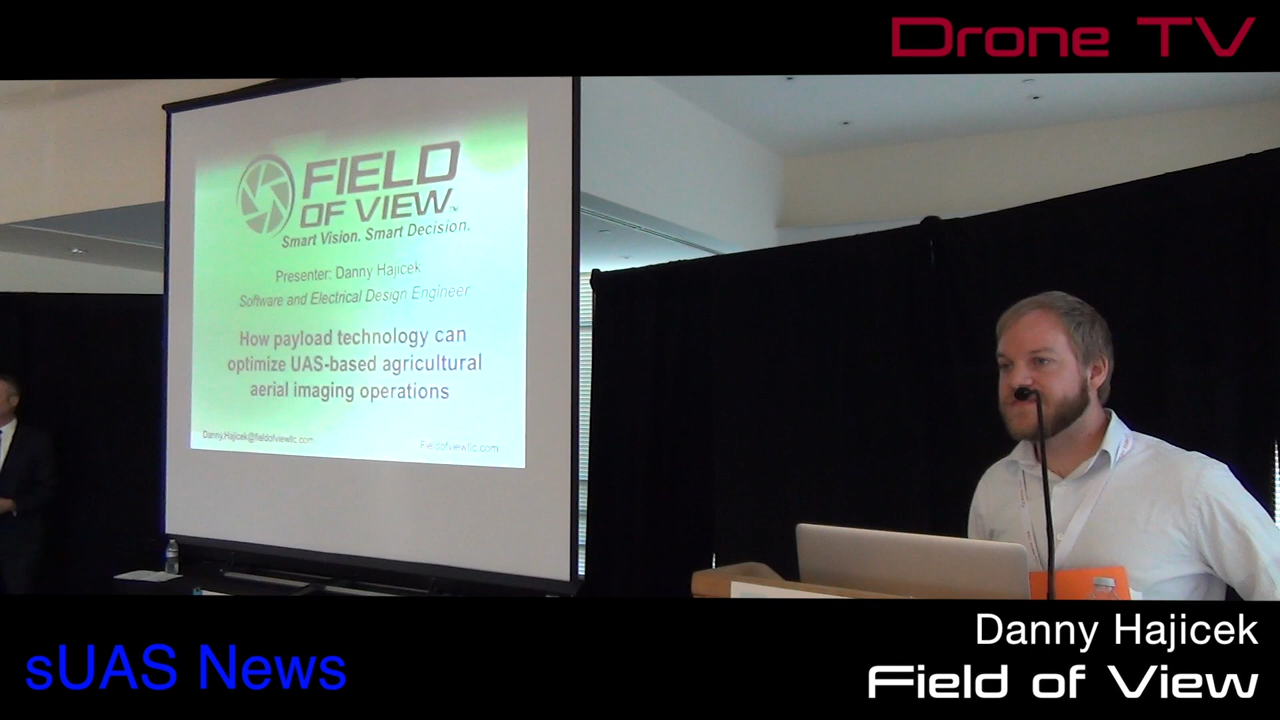 Drone TV
FIELD
OF VIEW™
Smart Vision. Smart Decision.
Presenter: Danny Hajicek
Software and Electrical Design Engineer
How payload technology can
optimize UAS-based agricultural
aerial imaging operations
Danny.Hajicek@fieldofviewllc.com
Fieldofviewllc.com
Danny Hajicek
Field of View
sUAS News